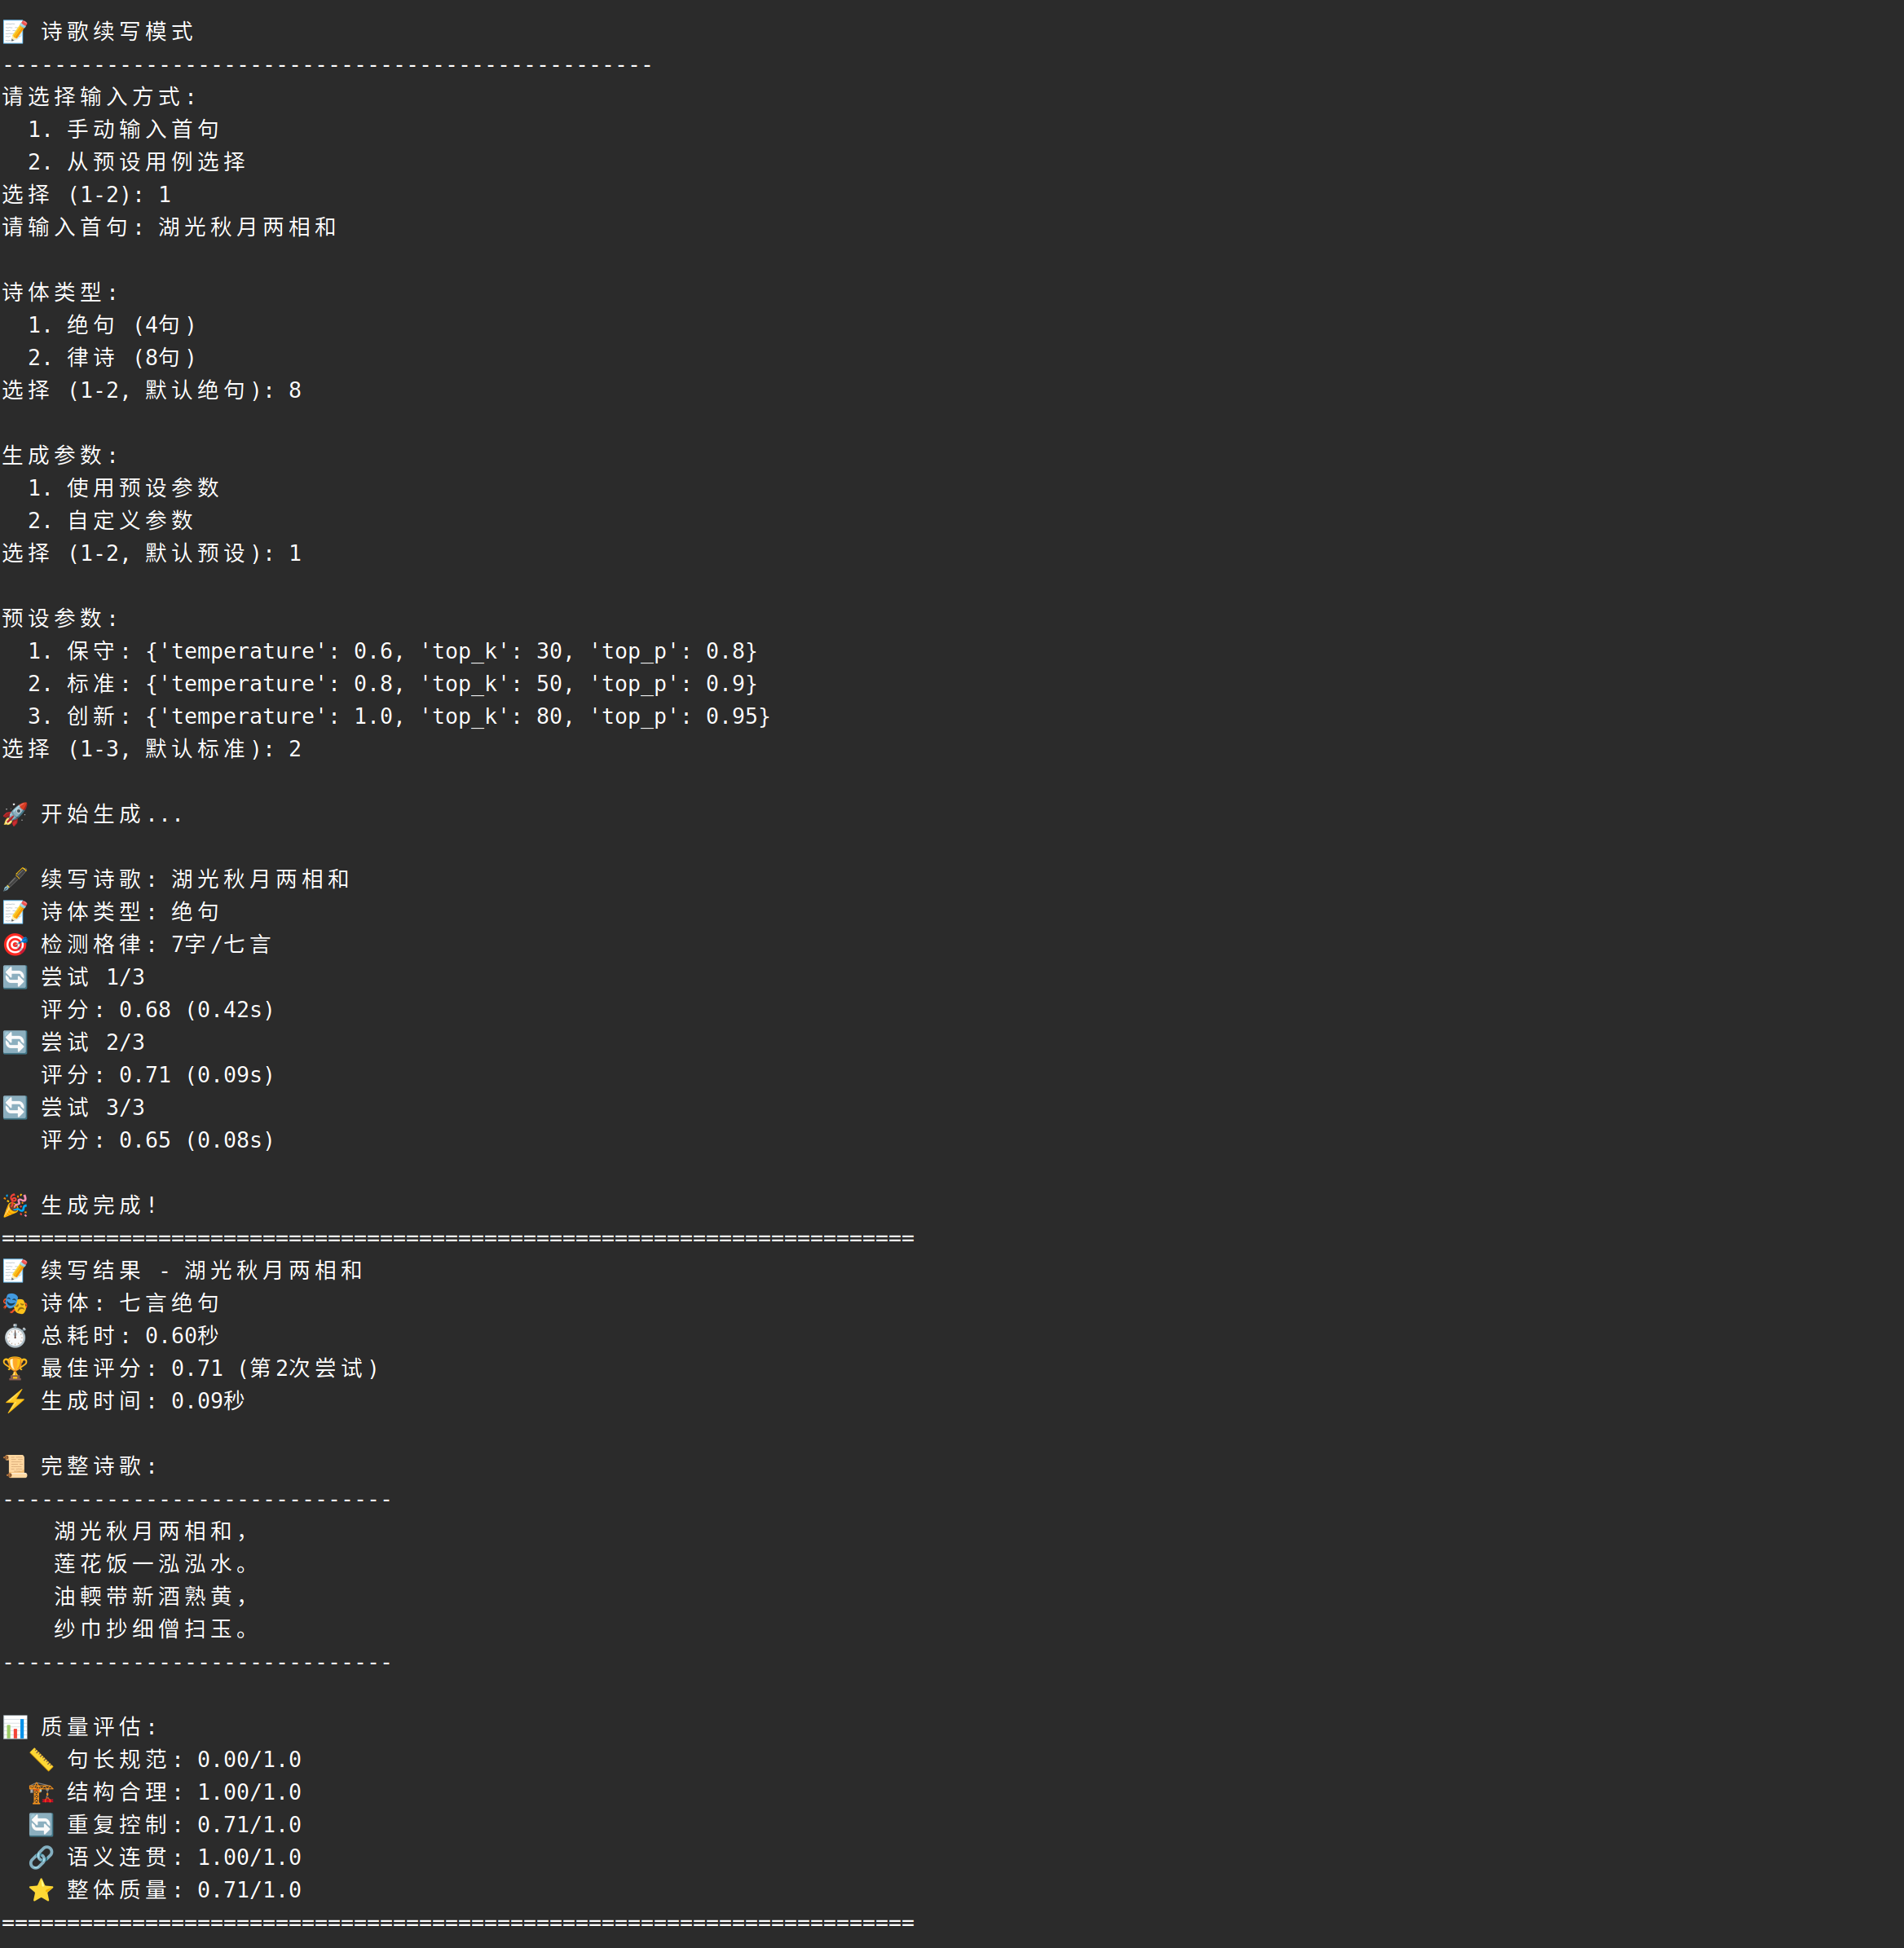 📝 诗歌续写模式
--------------------------------------------------
请选择输入方式:
  1. 手动输入首句
  2. 从预设用例选择
选择 (1-2): 1
请输入首句: 湖光秋月两相和

诗体类型:
  1. 绝句 (4句)
  2. 律诗 (8句)
选择 (1-2, 默认绝句): 8

生成参数:
  1. 使用预设参数
  2. 自定义参数
选择 (1-2, 默认预设): 1

预设参数:
  1. 保守: {'temperature': 0.6, 'top_k': 30, 'top_p': 0.8}
  2. 标准: {'temperature': 0.8, 'top_k': 50, 'top_p': 0.9}
  3. 创新: {'temperature': 1.0, 'top_k': 80, 'top_p': 0.95}
选择 (1-3, 默认标准): 2

🚀 开始生成...

🖋️ 续写诗歌: 湖光秋月两相和
📝 诗体类型: 绝句
🎯 检测格律: 7字/七言
🔄 尝试 1/3
   评分: 0.68 (0.42s)
🔄 尝试 2/3
   评分: 0.71 (0.09s)
🔄 尝试 3/3
   评分: 0.65 (0.08s)

🎉 生成完成!
======================================================================
📝 续写结果 - 湖光秋月两相和
🎭 诗体: 七言绝句
⏱️ 总耗时: 0.60秒
🏆 最佳评分: 0.71 (第2次尝试)
⚡ 生成时间: 0.09秒

📜 完整诗歌:
------------------------------
    湖光秋月两相和，
    莲花饭一泓泓水。
    油輭带新酒熟黄，
    纱巾抄细僧扫玉。
------------------------------

📊 质量评估:
  📏 句长规范: 0.00/1.0
  🏗️ 结构合理: 1.00/1.0
  🔄 重复控制: 0.71/1.0
  🔗 语义连贯: 1.00/1.0
  ⭐ 整体质量: 0.71/1.0
======================================================================